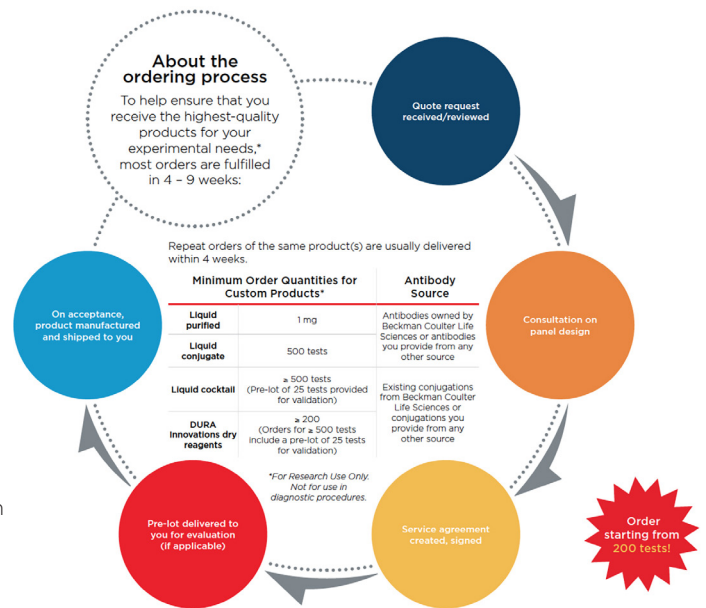 About the
ordering process
To help ensure that you
receive the highest-quality
products for your
experimental needs,*
most orders are fulfilled
in 4 – 9 weeks:
Quote request
received/reviewed
Consultation on
panel design
Service agreement
created, signed
Pre-lot delivered to
you for evaluation
(if applicable)
On acceptance,
product manufactured
and shipped to you
Repeat orders of the same product(s) are usually delivered
within 4 weeks.
Minimum Order Quantities for
Custom Products*
Antibody
Source
Liquid
purified
1 mg
Antibodies owned by
Beckman Coulter Life
Sciences or antibodies
you provide from any
other source
Liquid
conjugate
500 tests
Liquid cocktail
≥ 500 tests
(Pre-lot of 25 tests provided
for validation)
Existing conjugations
from Beckman Coulter
Life Sciences or
conjugations you
provide from any
other source
DURA
Innovations dry
reagents
≥ 200
(Orders for ≥ 500 tests
include a pre-lot of 25 tests
for validation)
*For Research Use Only.
Not for use in
diagnostic procedures.
Order
starting from
200 tests!